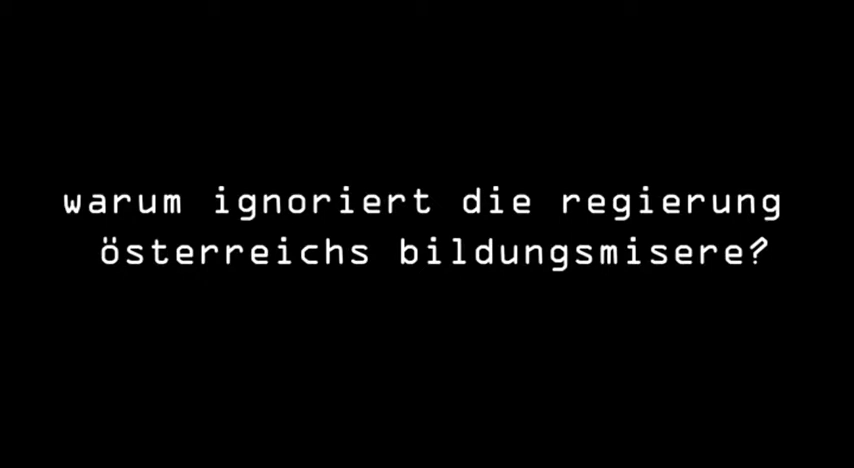 warum ignoriert die regierung
österreichs bildungsmisere?